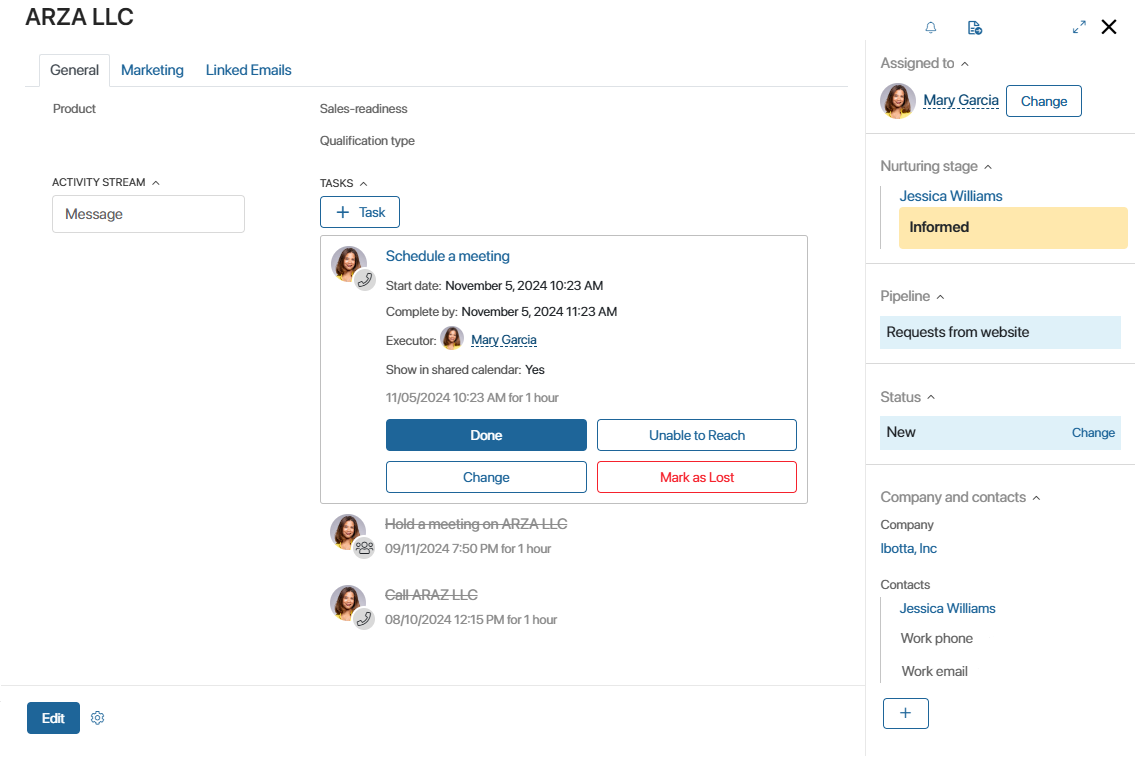 ARZA LLC
General
Marketing
Linked Emails
Product
Sales-readiness
Qualification type
ACTIVITY STREAM
Message
TASKS
+ Task
Schedule a meeting
Start date: November 5, 2024 10:23 AM
Complete by: November 5, 2024 11:23 AM
Executor: Mary Garcia
Show in shared calendar: Yes
11/05/2024 10:23 AM for 1 hour
Done
Unable to Reach
Change
Mark as Lost
Hold a meeting on ARZA LLC
09/11/2024 7:50 PM for 1 hour
Call ARAZ LLC
08/10/2024 12:15 PM for 1 hour
Edit
Assigned to
Mary Garcia
Change
Nurturing stage
Jessica Williams
Informed
Pipeline
Requests from website
Status
New
Change
Company and contacts
Company
Ibotta, Inc
Contacts
Jessica Williams
Work phone
Work email
+